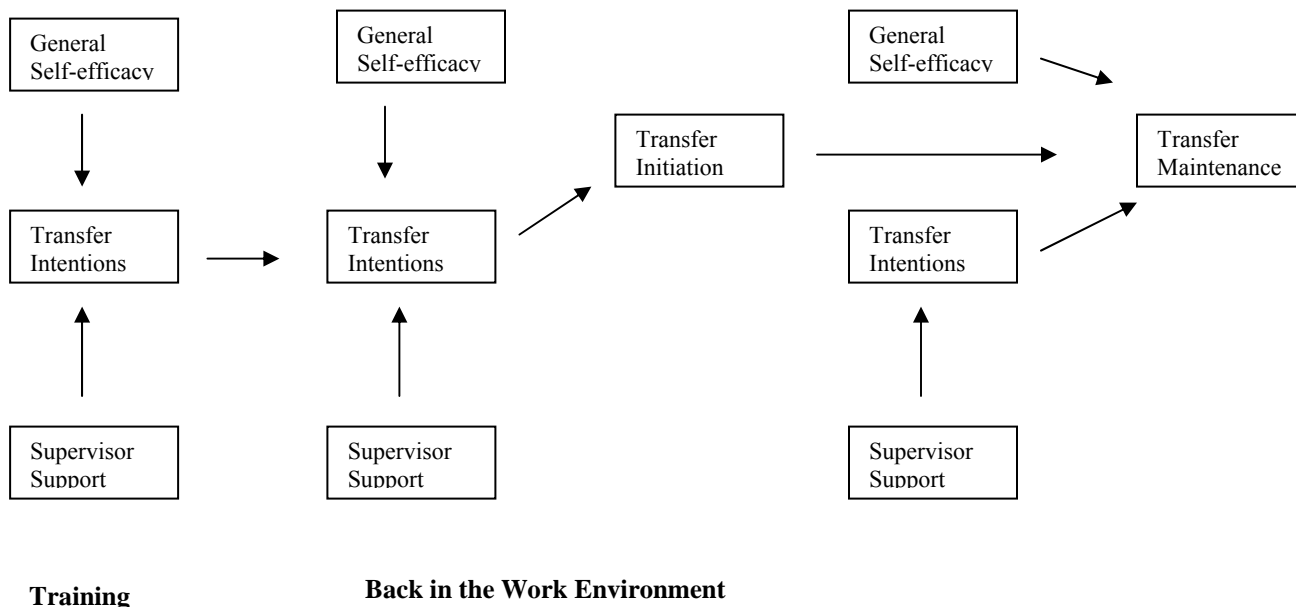 General
Self-efficacy
General
Self-efficacy
General
Self-efficacy
Transfer
Initiation
Transfer
Maintenance
Transfer
Intentions
Transfer
Intentions
Transfer
Intentions
Supervisor
Support
Supervisor
Support
Supervisor
Support
Training
Back in the Work Environment